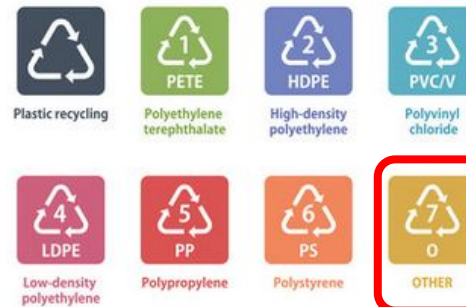 1
PETE
2
HDPE
3
PVC/V
Plastic recycling
Polyethylene
terephthalate
High-density
polyethylene
Polyvinyl
chloride
4
LDPE
5
PP
6
PS
7
O
Low-density
polyethylene
Polypropylene
Polystyrene
OTHER